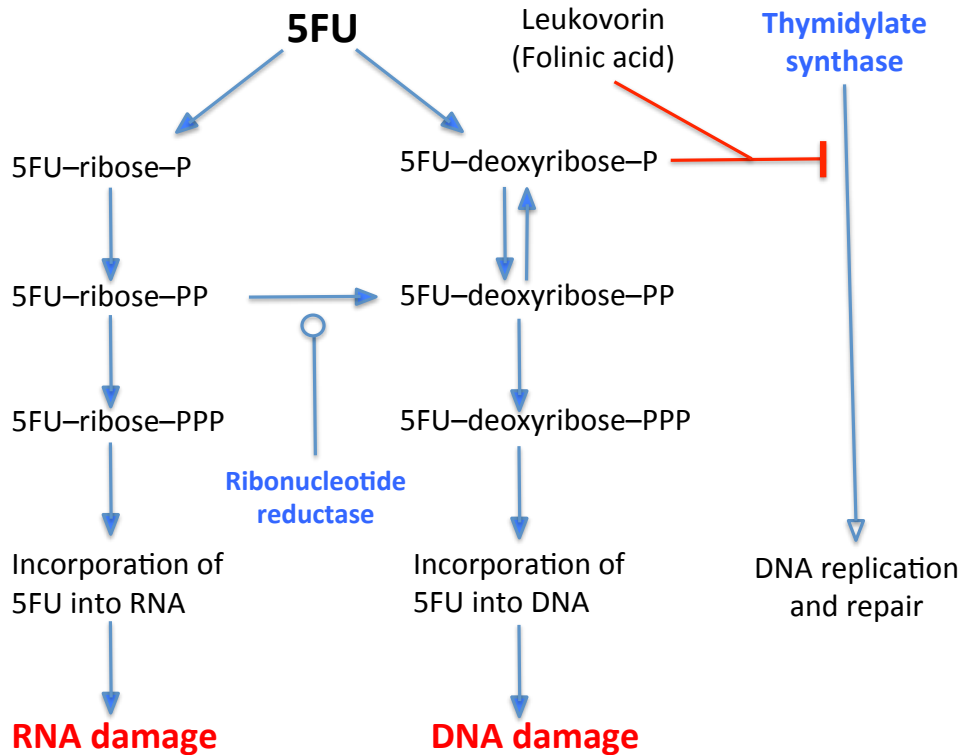 5FU
Leukovorin
(Folinic acid)
Thymidylate
synthase
5FU–ribose–P
5FU–deoxyribose–P
5FU–ribose–PP
5FU–deoxyribose–PP
5FU–ribose–PPP
5FU–deoxyribose–PPP
Ribonucleotide
reductase
Incorporation of
5FU into RNA
Incorporation of
5FU into DNA
DNA replication
and repair
RNA damage
DNA damage